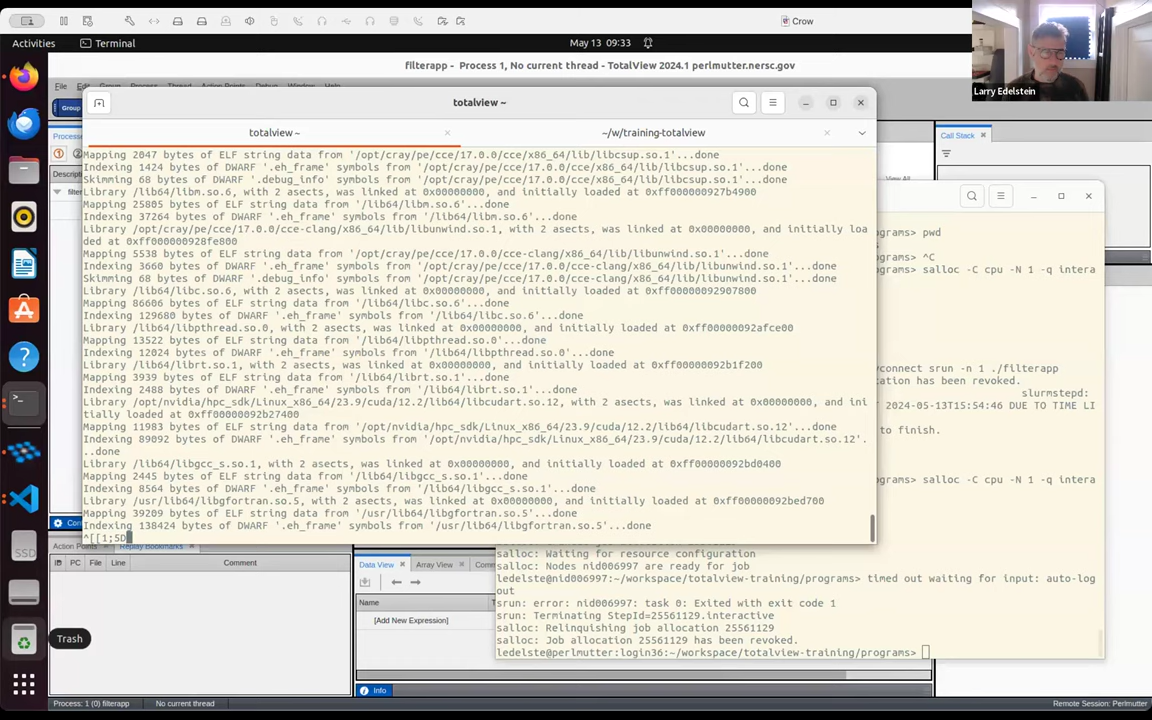 Crow
Larry Edelstein
Activities
Terminal
May 13 09:33
filterapp - Process 1, No current thread - TotalView 2024.1 perlmutter.nersc.gov
File
Group
totalview ~
totalview ~
~/w/training-totalview
Mapping 2047 bytes of ELF string data from '/opt/cray/pe/cce/17.0.0/cce/x86_64/lib/libcsup.so.1'...done
Indexing 1424 bytes of DWARF '.eh_frame' symbols from '/opt/cray/pe/cce/17.0.0/cce/x86_64/lib/libcsup.so.1'...done
Skimming 68 bytes of DWARF '.debug_info' symbols from '/opt/cray/pe/cce/17.0.0/cce/x86_64/lib/libcsup.so.1'...done
Library /lib64/libm.so.6, with 2 asects, was linked at 0x00000000, and initially loaded at 0xff000000927b4900
Mapping 25805 bytes of ELF string data from '/lib64/libm.so.6'...done
Indexing 37264 bytes of DWARF '.eh_frame' symbols from '/lib64/libm.so.6'...done
Library /opt/cray/pe/cce/17.0.0/cce-clang/x86_64/lib/libunwind.so.1, with 2 asects, was linked at 0x00000000, and initially loa
ded at 0xff000000928fe800
Mapping 5538 bytes of ELF string data from '/opt/cray/pe/cce/17.0.0/cce-clang/x86_64/lib/libunwind.so.1'...done
Indexing 3660 bytes of DWARF '.eh_frame' symbols from '/opt/cray/pe/cce/17.0.0/cce-clang/x86_64/lib/libunwind.so.1'...done
Skimming 68 bytes of DWARF '.debug_info' symbols from '/opt/cray/pe/cce/17.0.0/cce-clang/x86_64/lib/libunwind.so.1'...done
Library /lib64/libc.so.6, with 2 asects, was linked at 0x00000000, and initially loaded at 0xff00000092907800
Mapping 86606 bytes of ELF string data from '/lib64/libc.so.6'...done
Indexing 129680 bytes of DWARF '.eh_frame' symbols from '/lib64/libc.so.6'...done
Library /lib64/libpthread.so.0, with 2 asects, was linked at 0x00000000, and initially loaded at 0xff00000092afce00
Mapping 13522 bytes of ELF string data from '/lib64/libpthread.so.0'...done
Indexing 12024 bytes of DWARF '.eh_frame' symbols from '/lib64/libpthread.so.0'...done
Library /lib64/librt.so.1, with 2 asects, was linked at 0x00000000, and initially loaded at 0xff00000092b1f200
Mapping 3939 bytes of ELF string data from '/lib64/librt.so.1'...done
Indexing 2488 bytes of DWARF '.eh_frame' symbols from '/lib64/librt.so.1'...done
Library /opt/nvidia/hpc_sdk/Linux_x86_64/23.9/cuda/12.2/lib64/libcudart.so.12, with 2 asects, was linked at 0x00000000, and ini
tially loaded at 0xff00000092b27400
Mapping 11983 bytes of ELF string data from '/opt/nvidia/hpc_sdk/Linux_x86_64/23.9/cuda/12.2/lib64/libcudart.so.12'...done
Indexing 89092 bytes of DWARF '.eh_frame' symbols from '/opt/nvidia/hpc_sdk/Linux_x86_64/23.9/cuda/12.2/lib64/libcudart.so.12'.
..done
Library /lib64/libgcc_s.so.1, with 2 asects, was linked at 0x00000000, and initially loaded at 0xff00000092bd0400
Mapping 2445 bytes of ELF string data from '/lib64/libgcc_s.so.1'...done
Indexing 8564 bytes of DWARF '.eh_frame' symbols from '/lib64/libgcc_s.so.1'...done
Library /usr/lib64/libgfortran.so.5, with 2 asects, was linked at 0x00000000, and initially loaded at 0xff00000092bed700
Mapping 39209 bytes of ELF string data from '/usr/lib64/libgfortran.so.5'...done
Indexing 138424 bytes of DWARF '.eh_frame' symbols from '/usr/lib64/libgfortran.so.5'...done
^[[1;5D
Call Stack
View All
rograms> pwd
rograms> ^C
rograms> salloc -C cpu -N 1 -q intera
yconnect srun -n 1 ./filterapp
cation has been revoked.
slurmstepd:
2024-05-13T15:54:46 DUE TO TIME LI
to finish.
rograms> salloc -C cpu -N 1 -q intera
salloc: Waiting for resource configuration
salloc: Nodes nid006997 are ready for job
ledelste@nid006997:~/workspace/totalview-training/programs> timed out waiting for input: auto-log
out
srun: error: nid006997: task 0: Exited with exit code 1
srun: Terminating StepId=25561129.interactive
salloc: Relinquishing job allocation 25561129
salloc: Job allocation 25561129 has been revoked.
ledelste@perlmutter:login36:~/workspace/totalview-training/programs>
Action Points
Replay Bookmarks
ID PC File Line Comment
Data View
Array View
Name
[Add New Expression]
SSD
Trash
Info
Process: 1 (0) filterapp
No current thread
Remote Session: Perlmutter